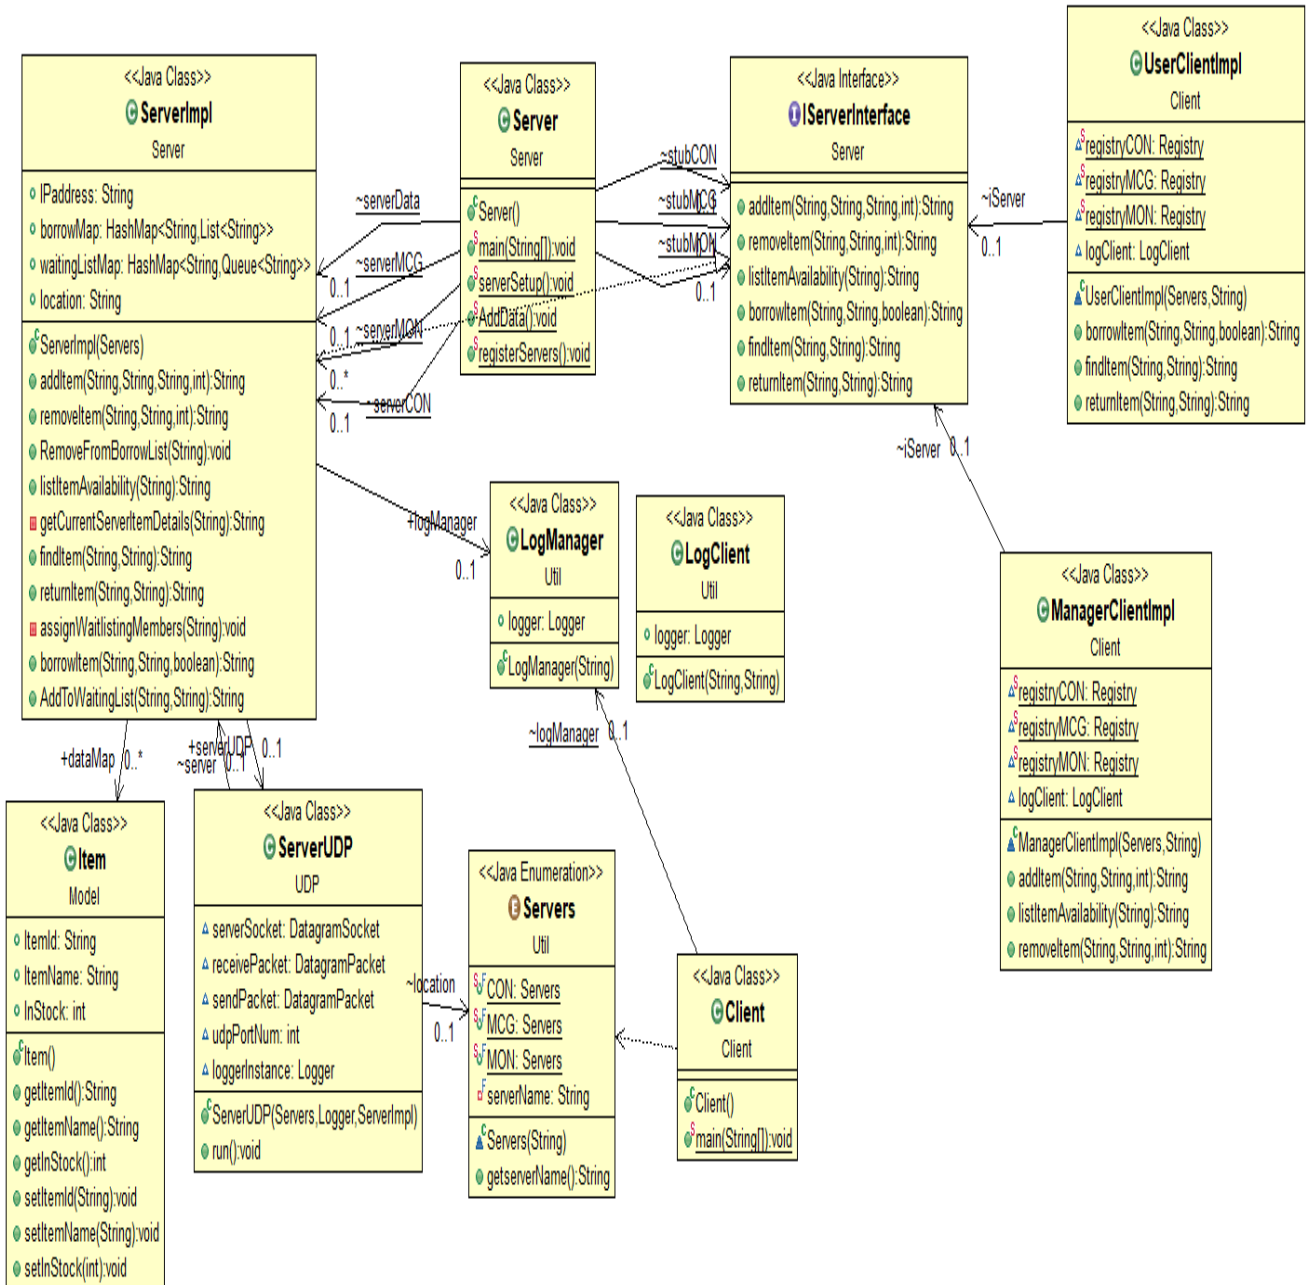 <<Java Class>>
ServerImpl
Server
IPaddress: String
borrowMap: HashMap<String,List<String>>
waitingListMap: HashMap<String,Queue<String>>
location: String
ServerImpl(Servers)
addItem(String,String,String,int):String
removeItem(String,String,int):String
RemoveFromBorrowList(String):void
listItemAvailability(String):String
getCurrentServerItemDetails(String):String
findItem(String,String):String
returnItem(String,String):String
assignWaitlistingMembers(String):void
borrowItem(String,String,boolean):String
AddToWaitingList(String,String):String
~serverData
0..1
~serverMCG
0..1
~serverMON
0..*
~serverCON
0..1
<<Java Class>>
Server
Server
Server()
main(String[]):void
serverSetup():void
AddData():void
registerServers():void
~stubCON
~stubMCG
0..1
~stubMON
0..1
<<Java Interface>>
IServerInterface
Server
addItem(String,String,String,int):String
removeItem(String,String,int):String
listItemAvailability(String):String
borrowItem(String,String,boolean):String
findItem(String,String):String
returnItem(String,String):String
~iServer
0..1
<<Java Class>>
UserClientImpl
Client
registryCON: Registry
registryMCG: Registry
registryMON: Registry
logClient: LogClient
UserClientImpl(Servers,String)
borrowItem(String,String,boolean):String
findItem(String,String):String
returnItem(String,String):String
~iServer 0..1
+logManager
0..1
<<Java Class>>
LogManager
Util
logger: Logger
LogManager(String)
<<Java Class>>
LogClient
Util
logger: Logger
LogClient(String,String)
~logManager 0..1
<<Java Class>>
ManagerClientImpl
Client
registryCON: Registry
registryMCG: Registry
registryMON: Registry
logClient: LogClient
ManagerClientImpl(Servers,String)
addItem(String,String,int):String
listItemAvailability(String):String
removeItem(String,String,int):String
+dataMap 0..*
+serverUDP 0..1
~server 0..1
<<Java Class>>
Item
Model
ItemId: String
ItemName: String
InStock: int
Item()
getItemId():String
getItemName():String
getInStock():int
setItemId(String):void
setItemName(String):void
setInStock(int):void
<<Java Class>>
ServerUDP
UDP
serverSocket: DatagramSocket
receivePacket: DatagramPacket
sendPacket: DatagramPacket
udpPortNum: int
loggerInstance: Logger
ServerUDP(Servers,Logger,ServerImpl)
run():void
~location
0..1
<<Java Enumeration>>
Servers
Util
CON: Servers
MCG: Servers
MON: Servers
serverName: String
Servers(String)
getserverName():String
<<Java Class>>
Client
Client
Client()
main(String[]):void